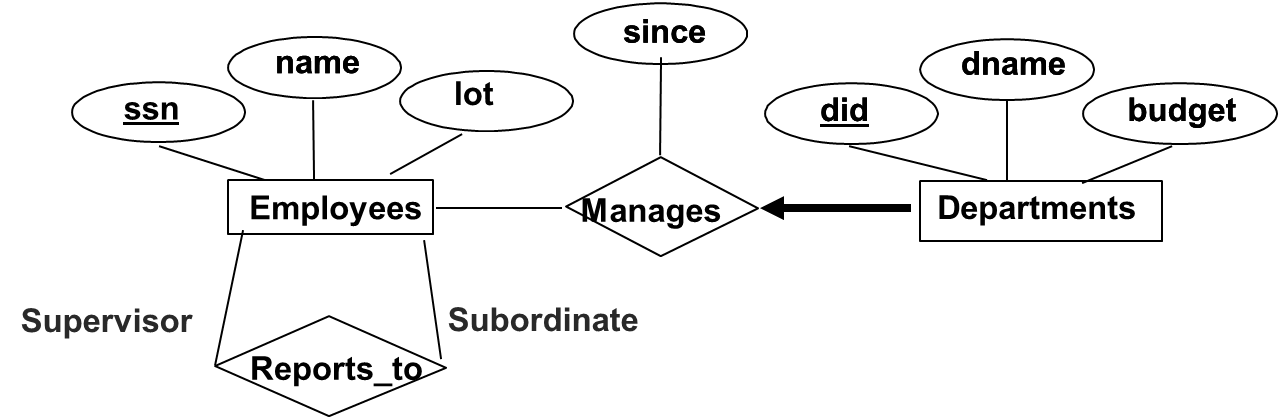 since
name
dname
lot
ssn
did
budget
Employees
Manages
Departments
Supervisor
Subordinate
Reports_to